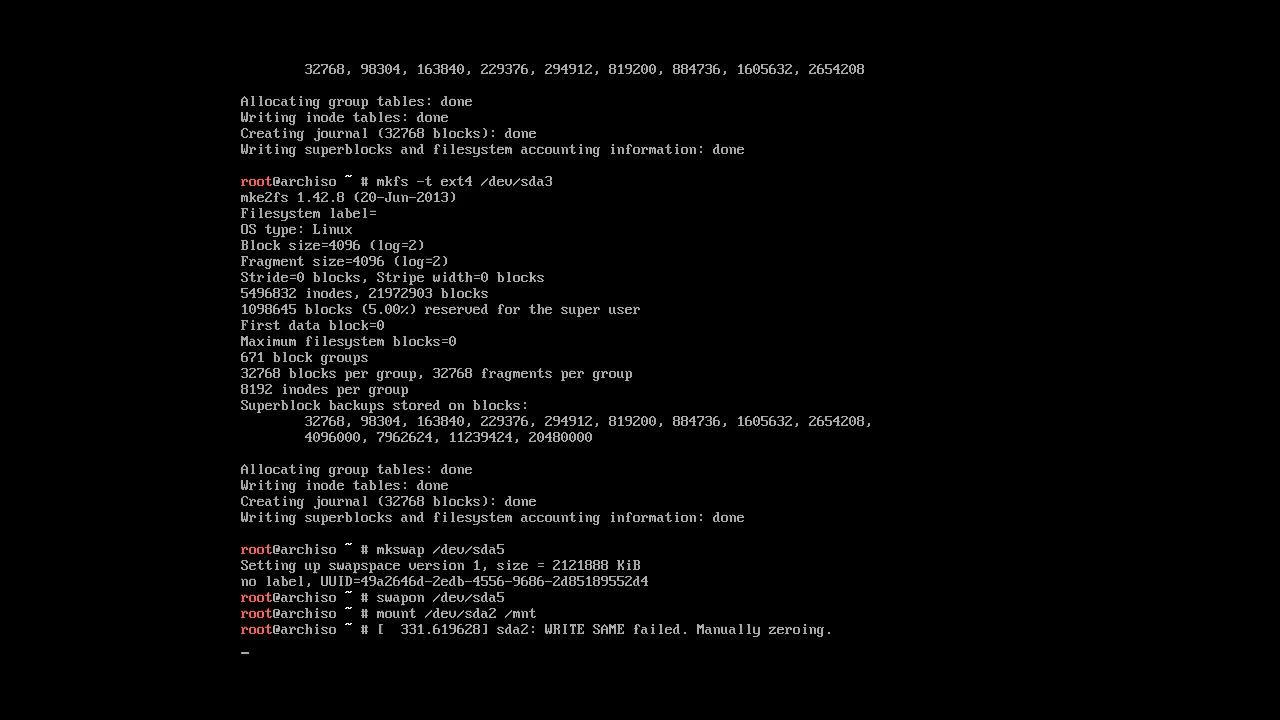 32768, 98304, 163840, 229376, 294912, 819200, 884736, 1605632, 2654208
Allocating group tables: done
Writing inode tables: done
Creating journal (32768 blocks): done
Writing superblocks and filesystem accounting information: done
root@archiso ~ # mkfs -t ext4 /dev/sda3
mke2fs 1.42.8 (20-Jun-2013)
Filesystem label=
OS type: Linux
Block size=4096 (log=2)
Fragment size=4096 (log=2)
Stride=0 blocks, Stripe width=0 blocks
5496832 inodes, 21972903 blocks
1098645 blocks (5.00%) reserved for the super user
First data block=0
Maximum filesystem blocks=0
671 block groups
32768 blocks per group, 32768 fragments per group
8192 inodes per group
Superblock backups stored on blocks:
32768, 98304, 163840, 229376, 294912, 819200, 884736, 1605632, 2654208,
4096000, 7962624, 11239424, 20480000
Allocating group tables: done
Writing inode tables: done
Creating journal (32768 blocks): done
Writing superblocks and filesystem accounting information: done
root@archiso ~ # mkswap /dev/sda5
Setting up swapspace version 1, size = 2121888 KiB
no label, UUID=49a2646d-2edb-4556-9686-2d85189552d4
root@archiso ~ # swapon /dev/sda5
root@archiso ~ # mount /dev/sda2 /mnt
root@archiso ~ # [  331.619628] sda2: WRITE SAME failed. Manually zeroing.
_